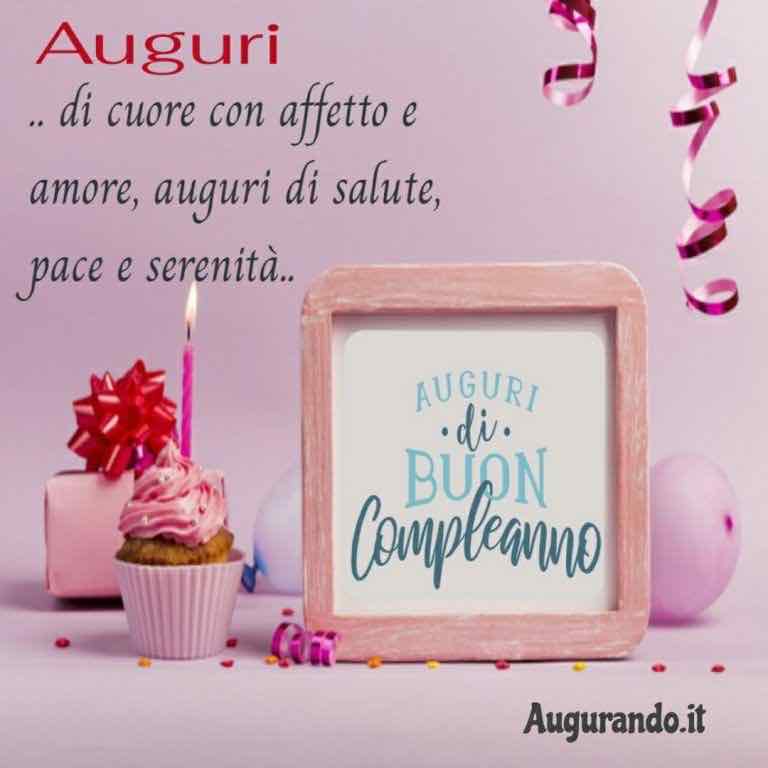 Auguri
.. di cuore con affetto e
amore, auguri di salute,
pace e serenità..
AUGURI
• di •
BUON
Compleanno
Augurando.it